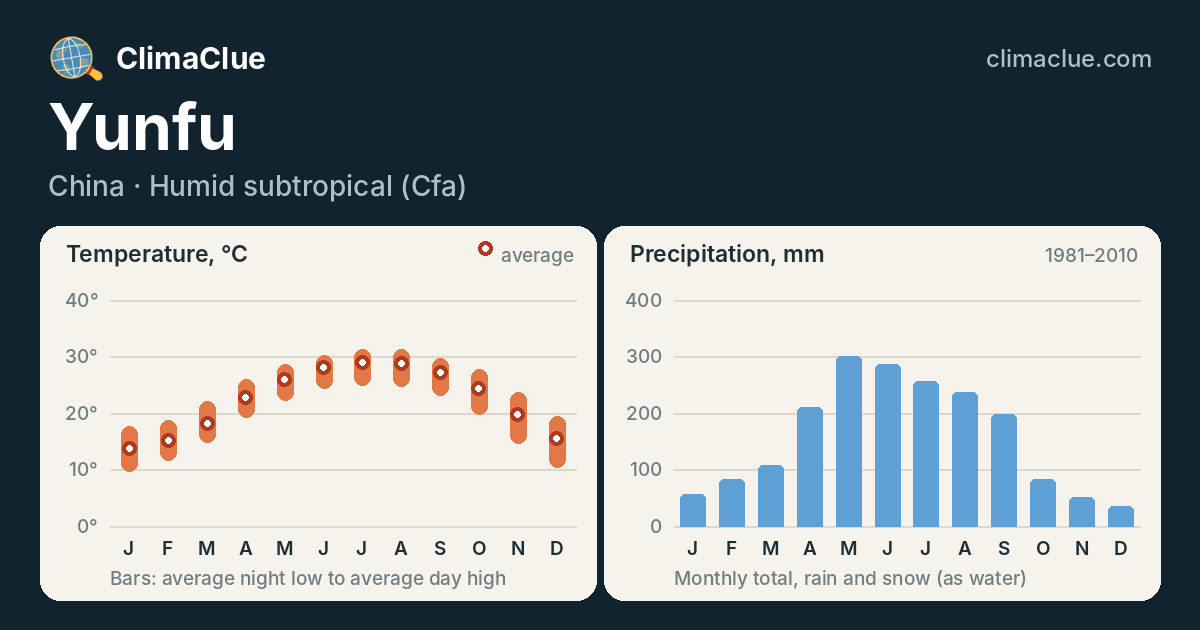 ClimaClue
climaclue.com
Yunfu
China · Humid subtropical (Cfa)
Temperature, °C
average
40°
30°
20°
10°
0°
J F M A M J J A S O N D
Bars: average night low to average day high
Precipitation, mm
1981–2010
400
300
200
100
0
J F M A M J J A S O N D
Monthly total, rain and snow (as water)